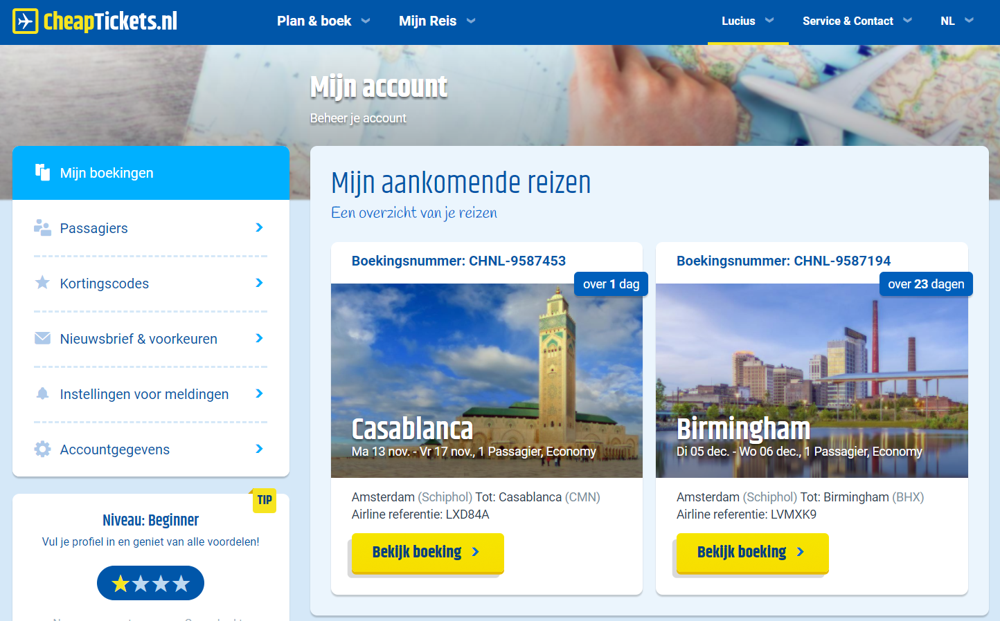 CheapTickets.nl
Plan & boek
Mijn Reis
Lucius
Service & Contact
NL
Mijn account
Beheer je account
Mijn boekingen
Passagiers
Kortingscodes
Nieuwsbrief & voorkeuren
Instellingen voor meldingen
Accountgegevens
TIP
Niveau: Beginner
Vul je profiel in en geniet van alle voordelen!
Mijn aankomende reizen
Een overzicht van je reizen
Boekingsnummer: CHNL-9587453
over 1 dag
Casablanca
Ma 13 nov. - Vr 17 nov., 1 Passagier, Economy
Amsterdam (Schiphol) Tot: Casablanca (CMN)
Airline referentie: LXD84A
Bekijk boeking
Boekingsnummer: CHNL-9587194
over 23 dagen
Birmingham
Di 05 dec. - Wo 06 dec., 1 Passagier, Economy
Amsterdam (Schiphol) Tot: Birmingham (BHX)
Airline referentie: LVMXK9
Bekijk boeking